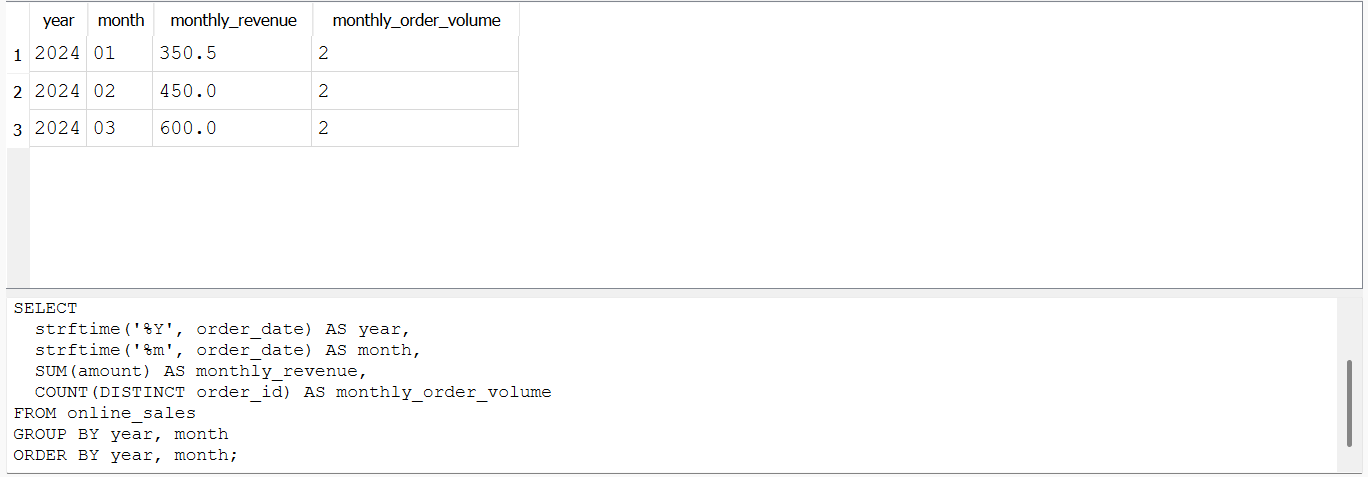 year month monthly_revenue monthly_order_volume
1 2024 01 350.5 2
2 2024 02 450.0 2
3 2024 03 600.0 2
SELECT
  strftime('%Y', order_date) AS year,
  strftime('%m', order_date) AS month,
  SUM(amount) AS monthly_revenue,
  COUNT(DISTINCT order_id) AS monthly_order_volume
FROM online_sales
GROUP BY year, month
ORDER BY year, month;